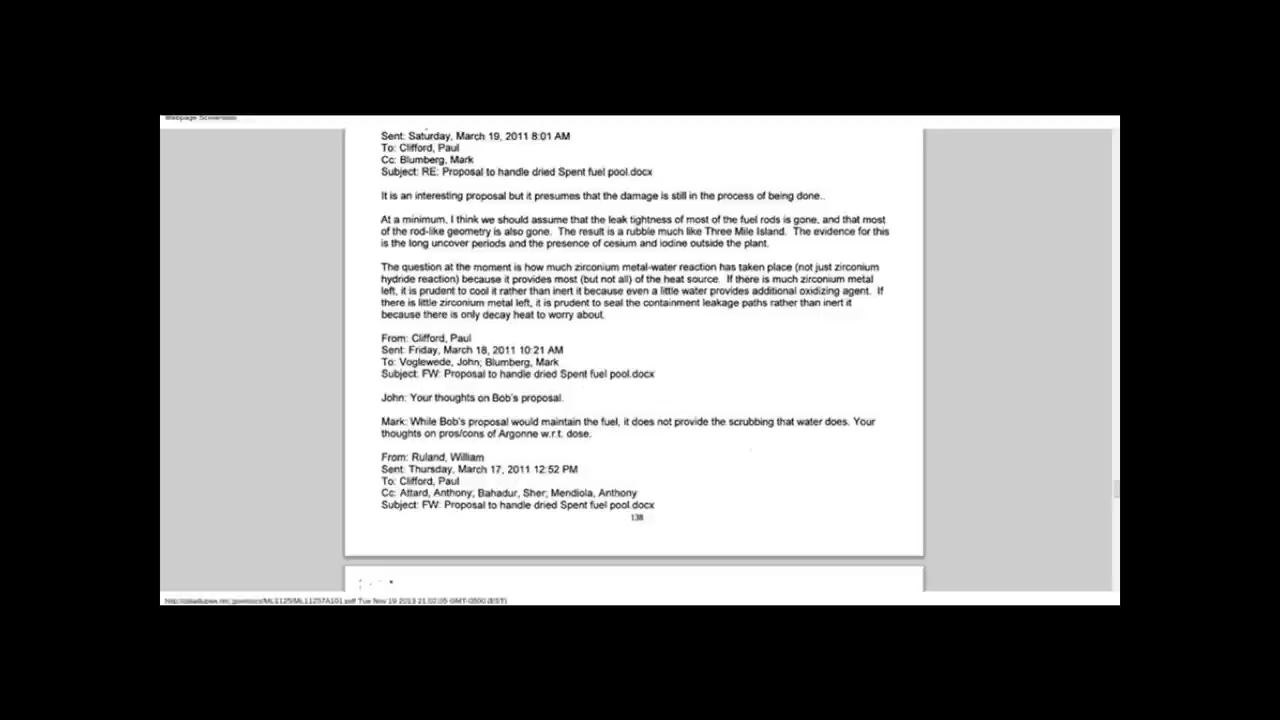 Webpage Screenshot
Sent: Saturday, March 19, 2011 8:01 AM
To: Clifford, Paul
Cc: Blumberg, Mark
Subject: RE: Proposal to handle dried Spent fuel pool.docx
It is an interesting proposal but it presumes that the damage is still in the process of being done..
At a minimum, I think we should assume that the leak tightness of most of the fuel rods is gone, and that most
of the rod-like geometry is also gone. The result is a rubble much like Three Mile Island. The evidence for this
is the long uncover periods and the presence of cesium and iodine outside the plant.
The question at the moment is how much zirconium metal-water reaction has taken place (not just zirconium
hydride reaction) because it provides most (but not all) of the heat source. If there is much zirconium metal
left, it is prudent to cool it rather than inert it because even a little water provides additional oxidizing agent. If
there is little zirconium metal left, it is prudent to seal the containment leakage paths rather than inert it
because there is only decay heat to worry about.
From: Clifford, Paul
Sent: Friday, March 18, 2011 10:21 AM
To: Voglewede, John; Blumberg, Mark
Subject: FW: Proposal to handle dried Spent fuel pool.docx
John: Your thoughts on Bob's proposal.
Mark: While Bob's proposal would maintain the fuel, it does not provide the scrubbing that water does. Your
thoughts on pros/cons of Argonne w.r.t. dose.
From: Ruland, William
Sent: Thursday, March 17, 2011 12:52 PM
To: Clifford, Paul
Cc: Attard, Anthony; Bahadur, Sher; Mendiola, Anthony
Subject: FW: Proposal to handle dried Spent fuel pool.docx
138
Tue Nov 19 2013 21:02:05 GMT-0500 (EST)